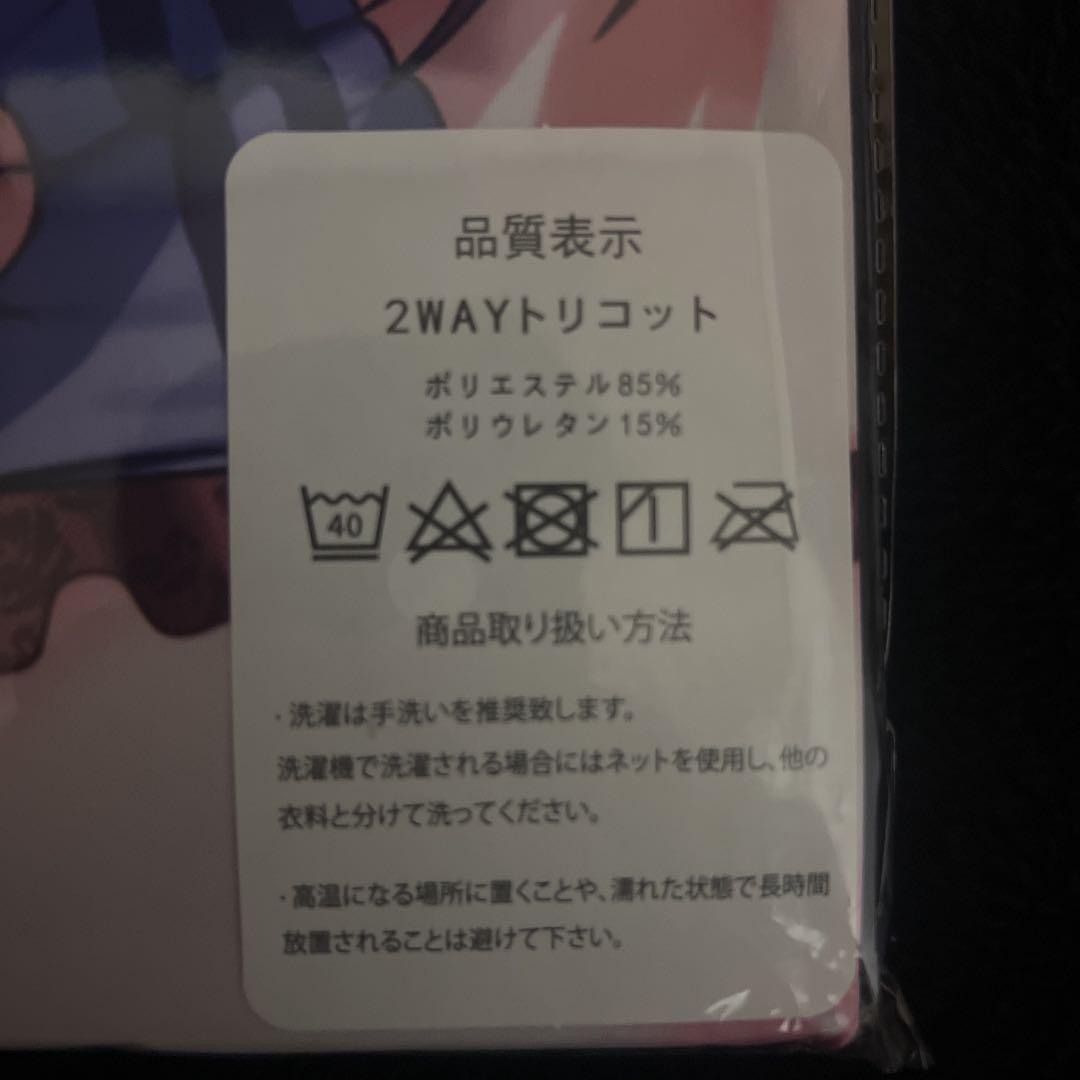 品質表示
2WAYトリコット
ポリエステル85%
ポリウレタン15%
40
商品取り扱い方法
・洗濯は手洗いを推奨致します。
洗濯機で洗濯される場合にはネットを使用し、他の
衣料と分けて洗ってください。
・高温になる場所に置くことや、濡れた状態で長時間
放置されることは避けて下さい。